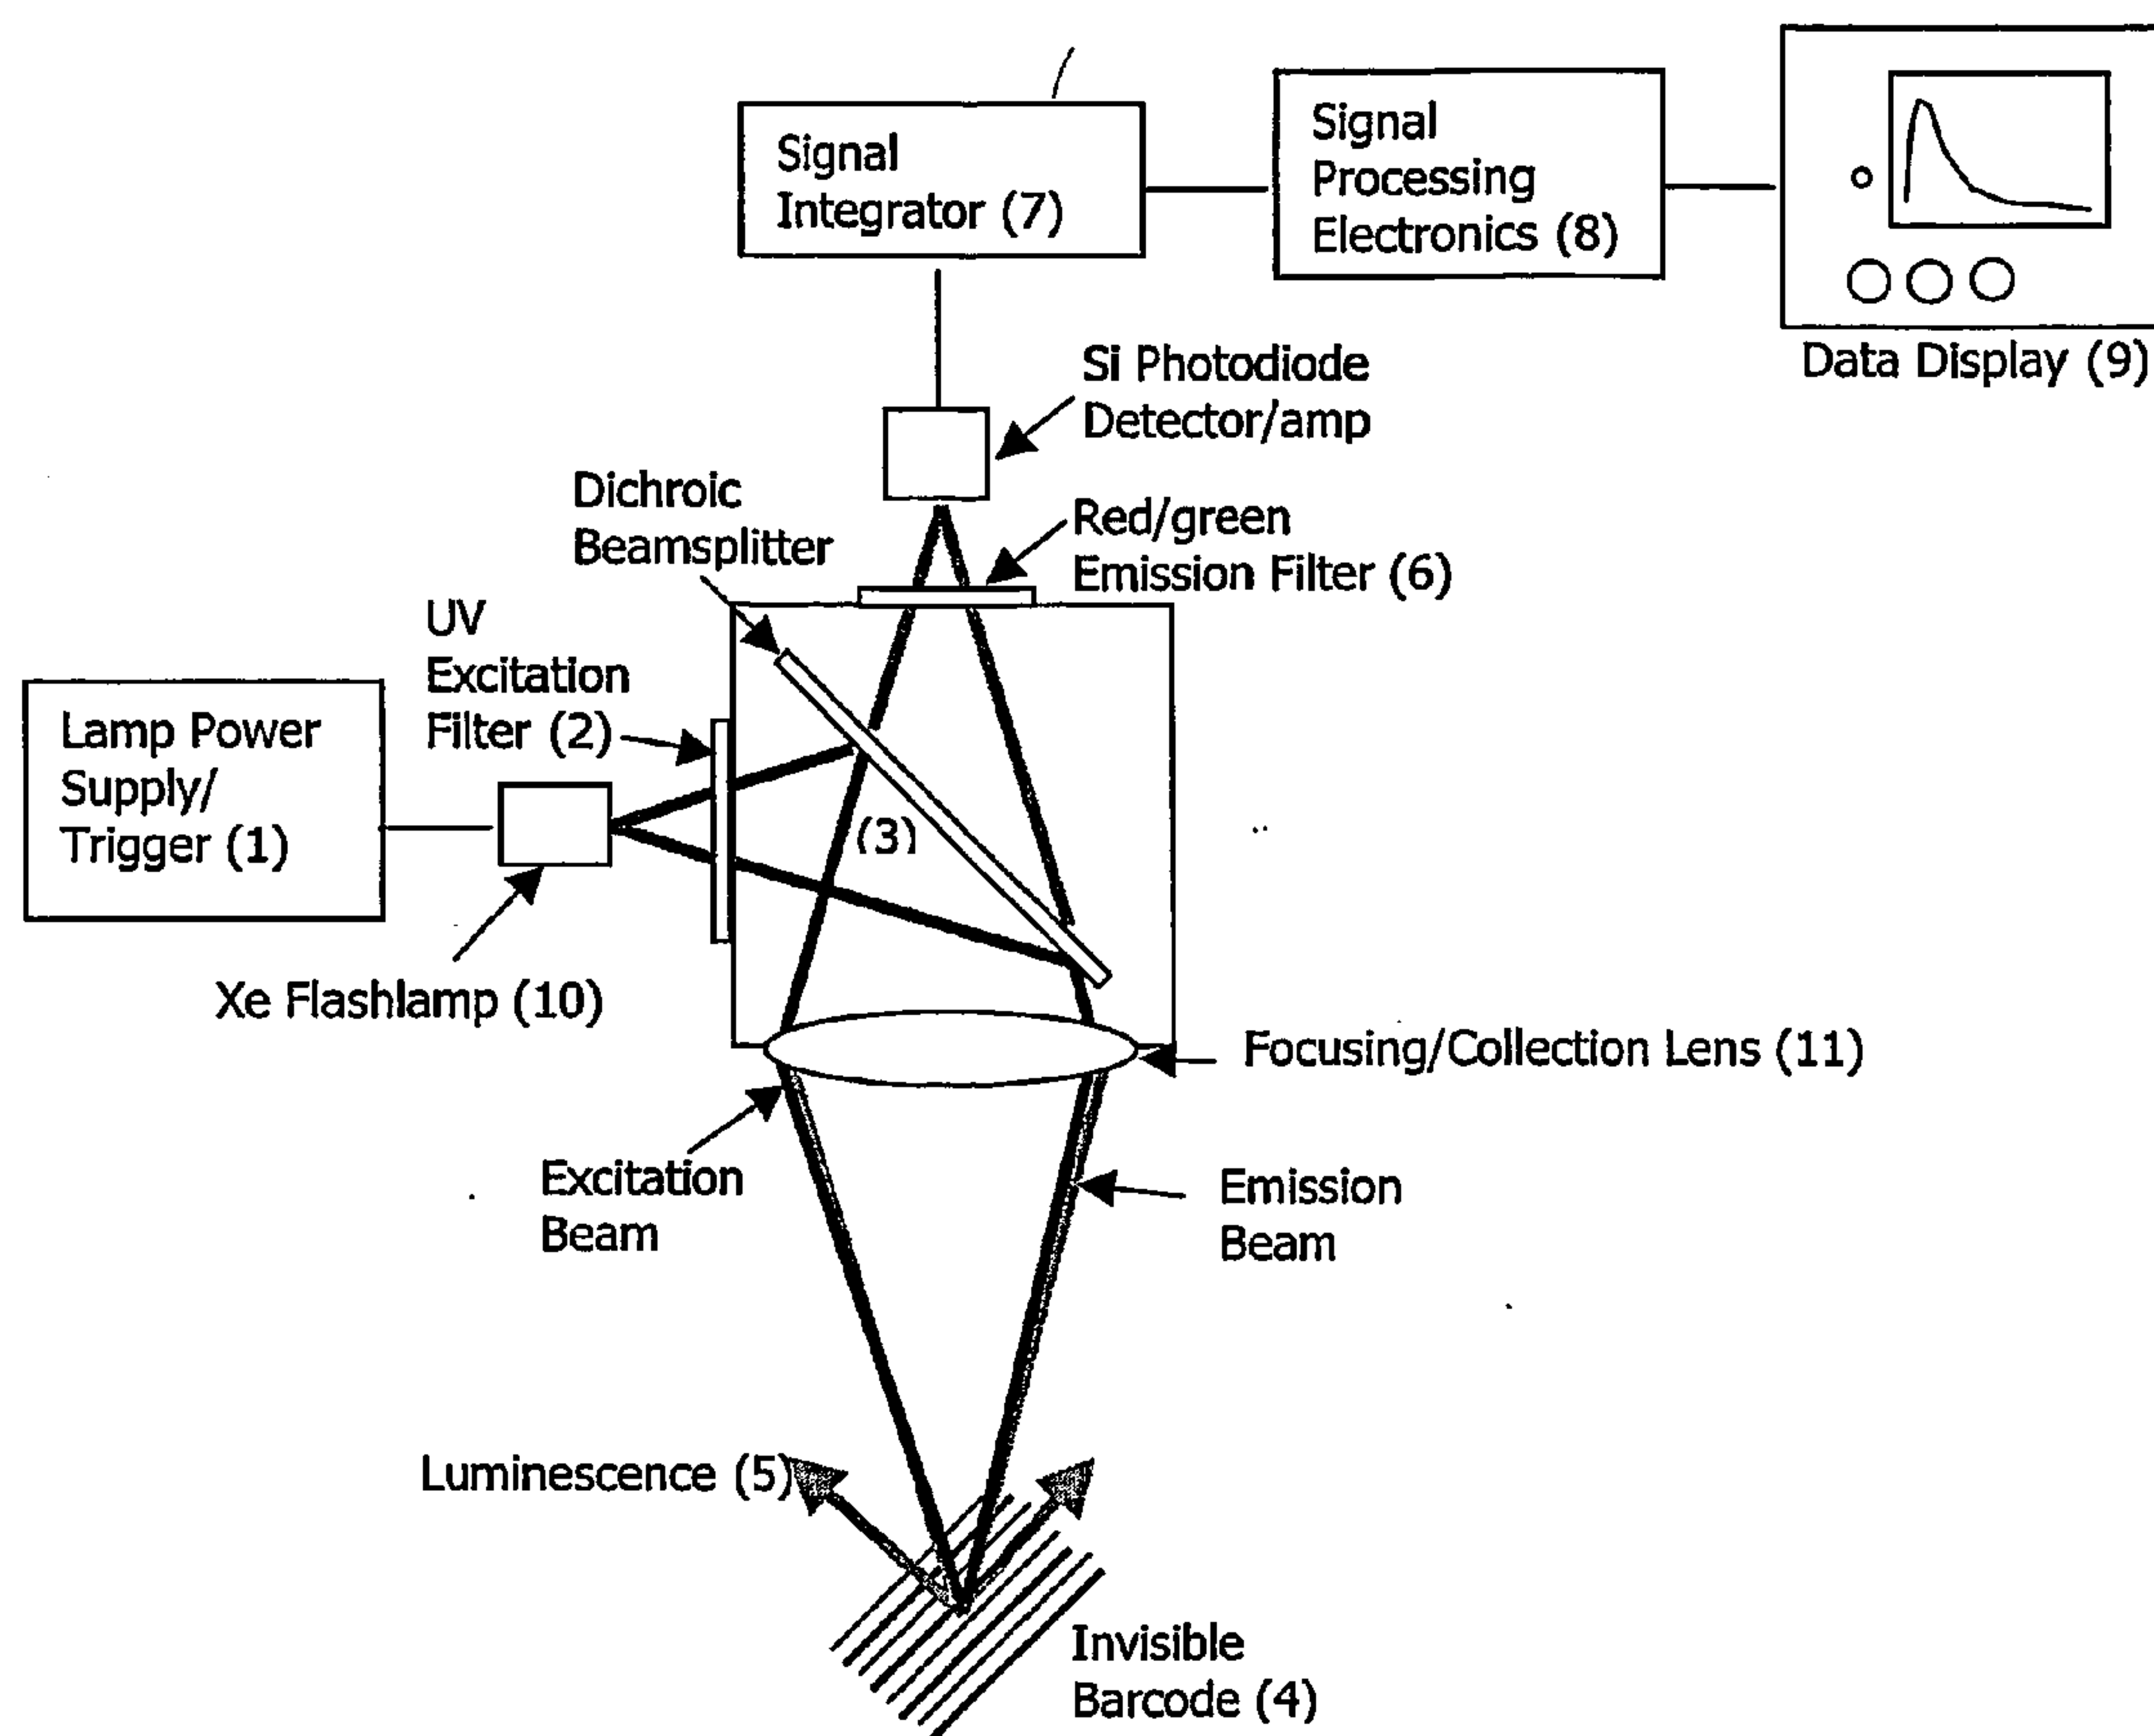 Signal
Integrator (7)
Signal
Processing
Electronics (8)
Data Display (9)
Si Photodiode
Detector/amp
Dichroic
Beamsplitter
Red/green
Emission Filter (6)
UV
Excitation
Filter (2)
Lamp Power
Supply/
Trigger (1)
(3)
Xe Flashlamp (10)
Focusing/Collection Lens (11)
Excitation
Beam
Emission
Beam
Luminescence (5)
Invisible
Barcode (4)